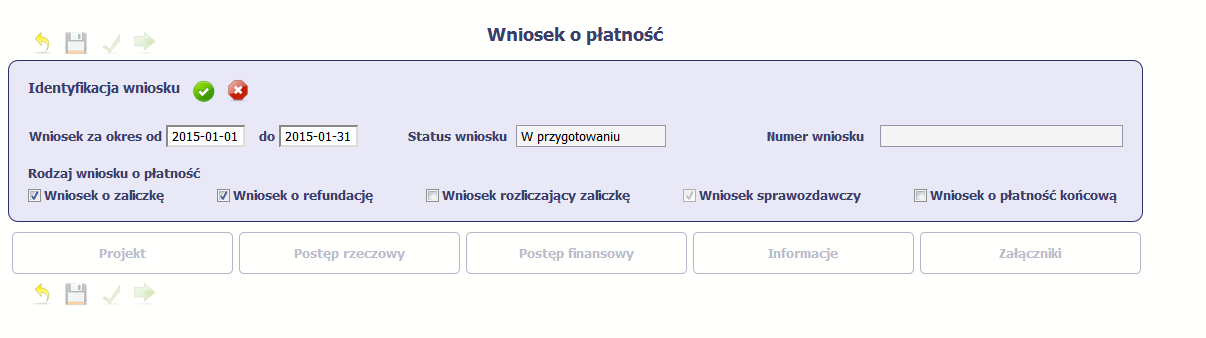 Wniosek o płatność
Identyfikacja wniosku
Wniosek za okres od 2015-01-01 do 2015-01-31 Status wniosku W przygotowaniu Numer wniosku
Rodzaj wniosku o płatność
Wniosek o zaliczkę Wniosek o refundację Wniosek rozliczający zaliczkę Wniosek sprawozdawczy Wniosek o płatność końcową
Projekt Postęp rzeczowy Postęp finansowy Informacje Załączniki